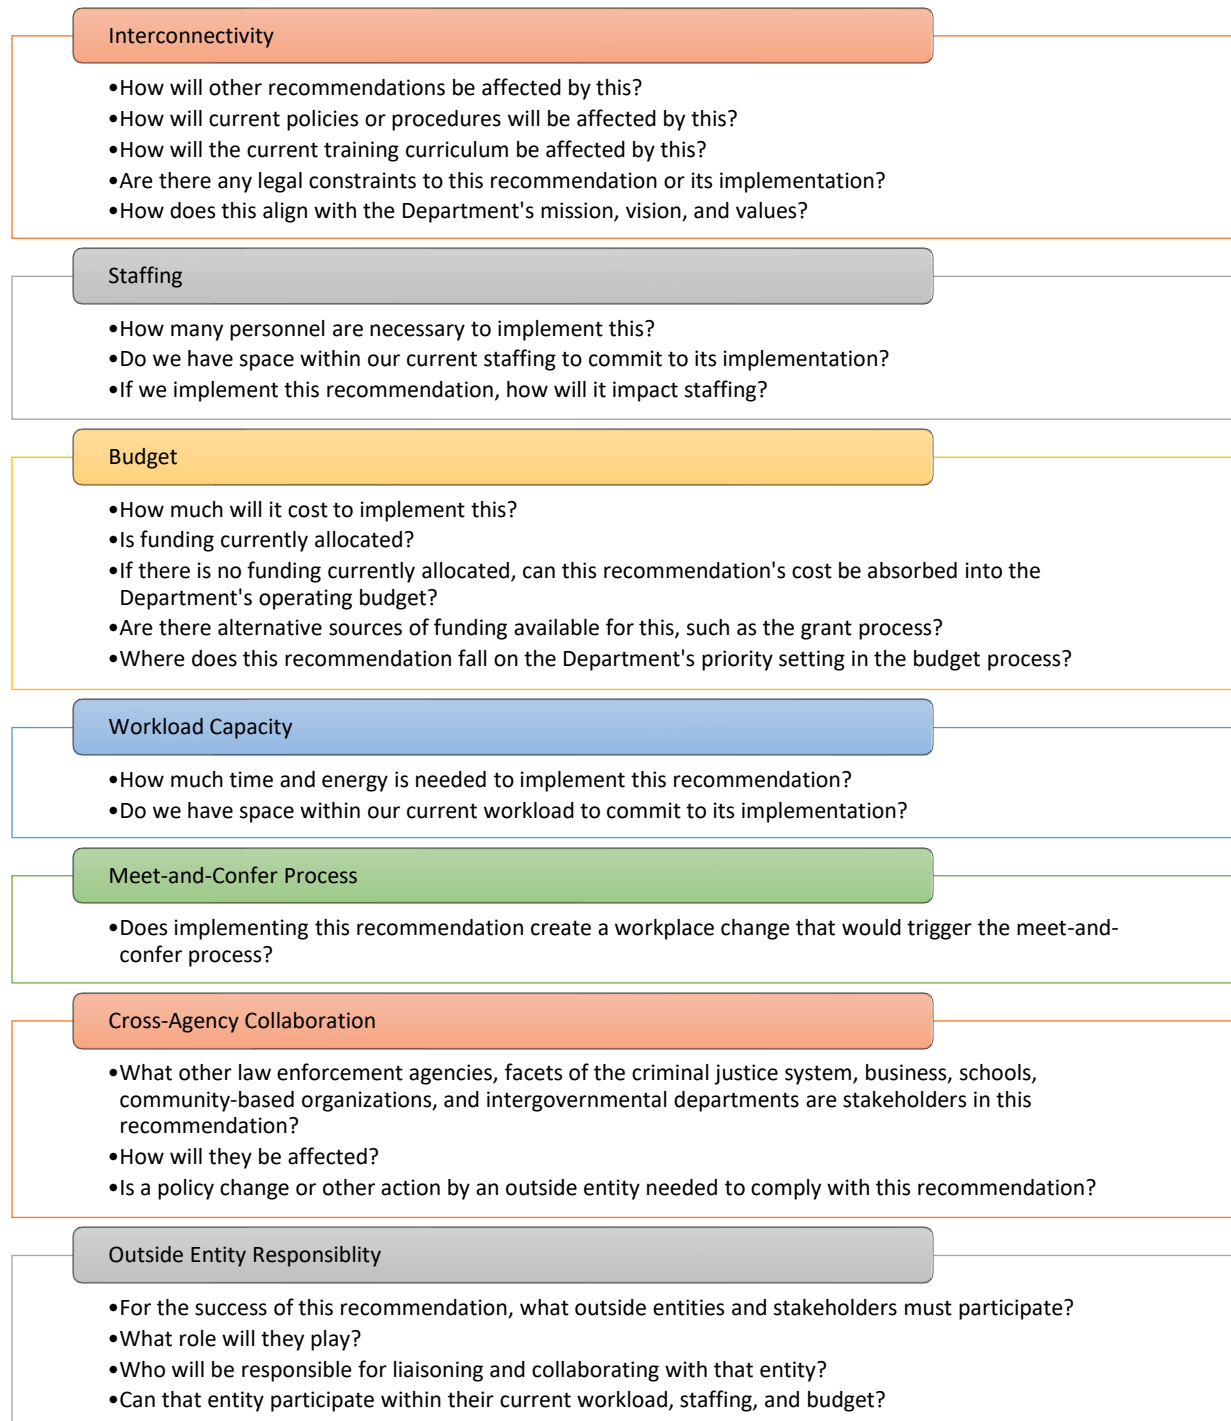 Interconnectivity
•How will other recommendations be affected by this?
•How will current policies or procedures will be affected by this?
•How will the current training curriculum be affected by this?
•Are there any legal constraints to this recommendation or its implementation?
•How does this align with the Department's mission, vision, and values?
Staffing
•How many personnel are necessary to implement this?
•Do we have space within our current staffing to commit to its implementation?
•If we implement this recommendation, how will it impact staffing?
Budget
•How much will it cost to implement this?
•Is funding currently allocated?
•If there is no funding currently allocated, can this recommendation's cost be absorbed into the
Department's operating budget?
•Are there alternative sources of funding available for this, such as the grant process?
•Where does this recommendation fall on the Department's priority setting in the budget process?
Workload Capacity
•How much time and energy is needed to implement this recommendation?
•Do we have space within our current workload to commit to its implementation?
Meet-and-Confer Process
•Does implementing this recommendation create a workplace change that would trigger the meet-and-
confer process?
Cross-Agency Collaboration
•What other law enforcement agencies, facets of the criminal justice system, business, schools,
community-based organizations, and intergovernmental departments are stakeholders in this
recommendation?
•How will they be affected?
•Is a policy change or other action by an outside entity needed to comply with this recommendation?
Outside Entity Responsiblity
•For the success of this recommendation, what outside entities and stakeholders must participate?
•What role will they play?
•Who will be responsible for liaisoning and collaborating with that entity?
•Can that entity participate within their current workload, staffing, and budget?